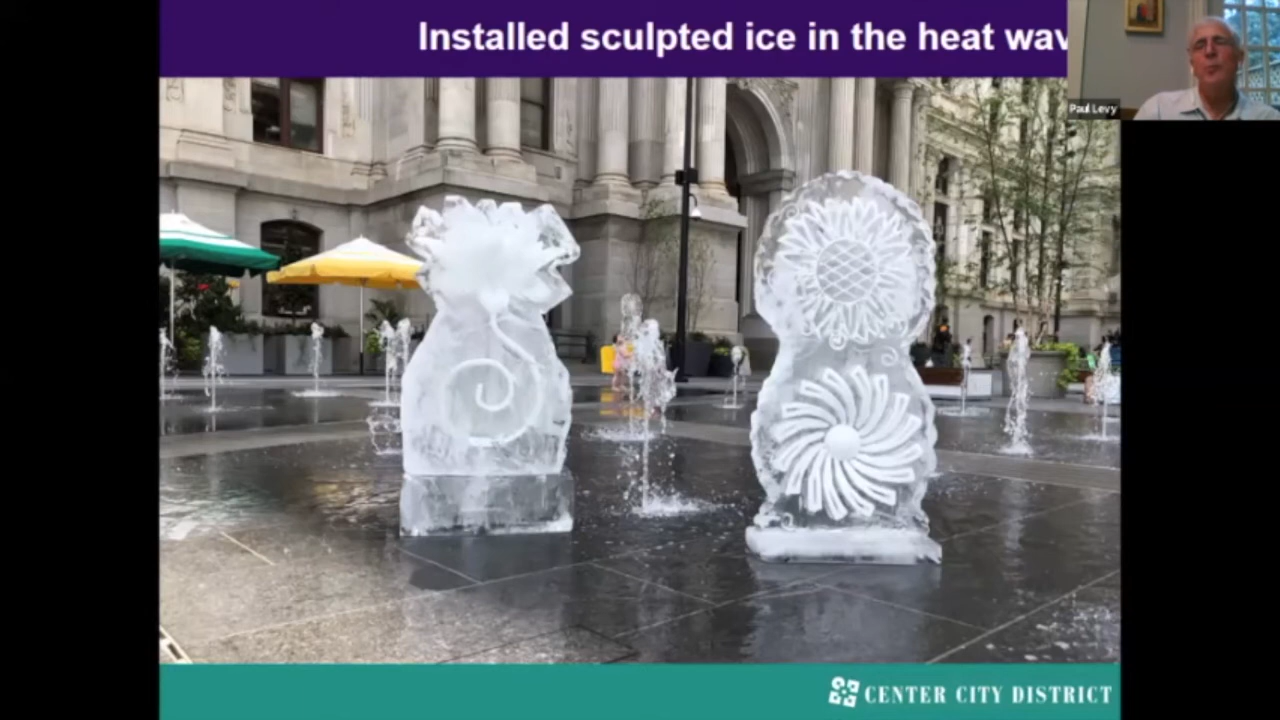 Installed sculpted ice in the heat wav
Paul Levy
CENTER CITY DISTRICT